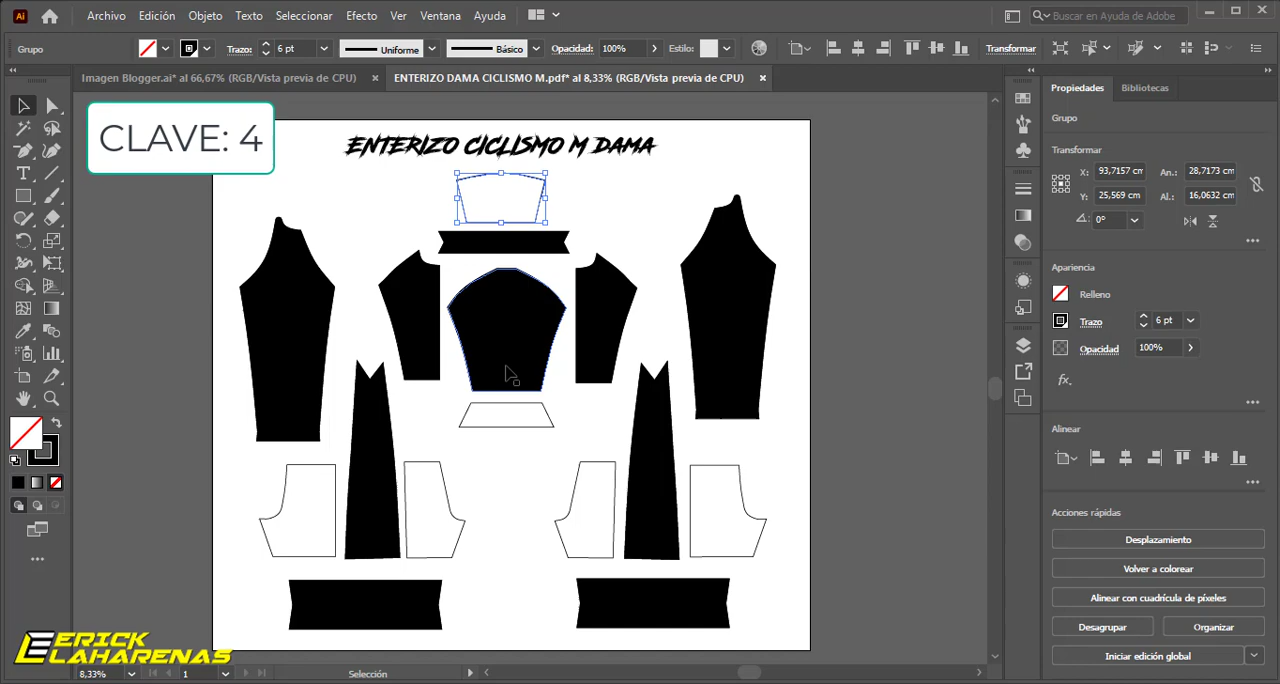 Ai Archivo Edición Objeto Texto Seleccionar Efecto Ver Ventana Ayuda Buscar en Ayuda de Adobe
Grupo Trazo: 6 pt Uniforme Básico Opacidad: 100% Estilo: Transformar
Imagen Blogger.ai* al 66,67% (RGB/Vista previa de CPU) × ENTERIZO DAMA CICLISMO M.pdf* al 8,33% (RGB/Vista previa de CPU) ×
Propiedades Bibliotecas
CLAVE: 4
ENTERIZO CICLISMO M DAMA
Grupo
Transformar
X: 93,7157 cm An.: 28,7173 cm
Y: 25,569 cm Al.: 16,0632 cm
0°
Apariencia
Relleno
Trazo 6 pt
Opacidad 100%
fx.
Alinear
Acciones rápidas
Desplazamiento
Volver a colorear
Alinear con cuadrícula de píxeles
Desagrupar Organizar
Iniciar edición global
ERICK
LAHARENAS
8,33% 1 Selección